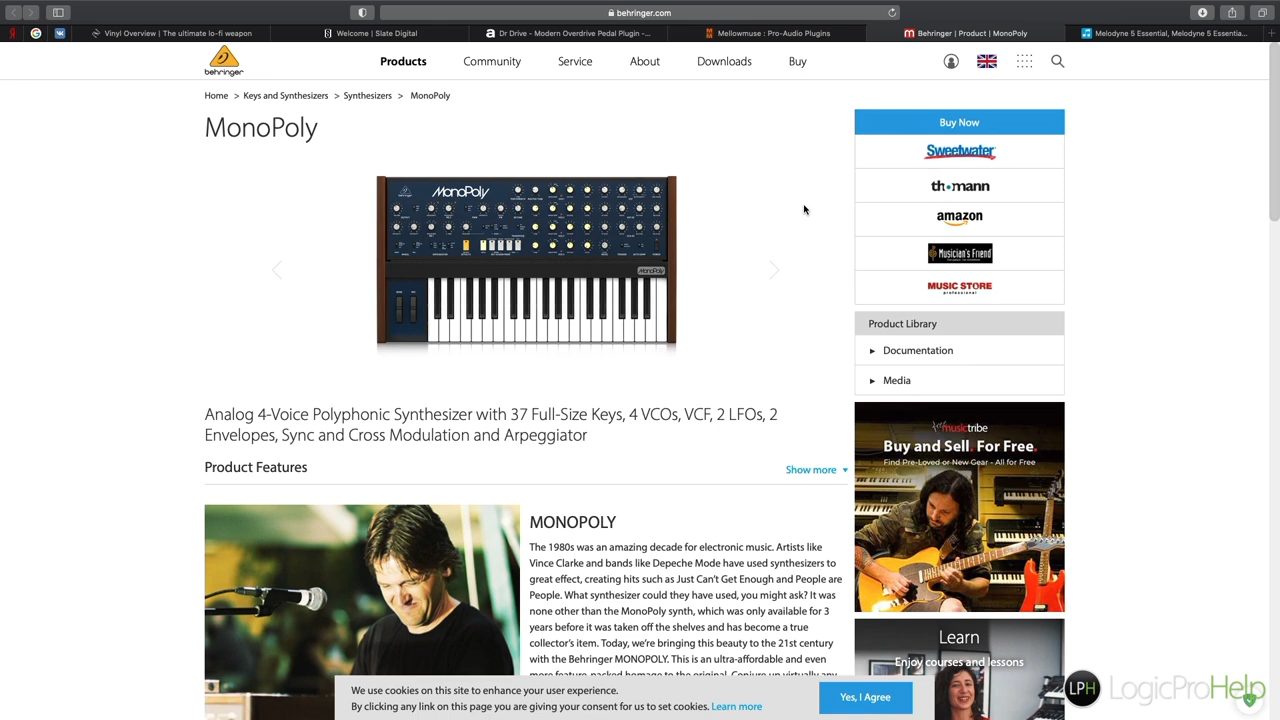 behringer.com
Vinyl Overview | The ultimate lo-fi weapon
Welcome | Slate Digital
Dr Drive - Modern Overdrive Pedal Plugin -...
Mellowmuse : Pro-Audio Plugins
Behringer | Product | MonoPoly
Melodyne 5 Essential, Melodyne 5 Essentia...
behringer
Products
Community
Service
About
Downloads
Buy
Home > Keys and Synthesizers > Synthesizers > MonoPoly
MonoPoly
Buy Now
Sweetwater
th•mann
amazon
Musician's Friend
MUSIC STORE
professional
MonoPoly
MonoPoly
Product Library
Documentation
Media
Analog 4-Voice Polyphonic Synthesizer with 37 Full-Size Keys, 4 VCOs, VCF, 2 LFOs, 2
Envelopes, Sync and Cross Modulation and Arpeggiator
Product Features
Show more
musictribe
Buy and Sell. For Free.
Find Pre-Loved or New Gear - All for Free
MONOPOLY
The 1980s was an amazing decade for electronic music. Artists like
Vince Clarke and bands like Depeche Mode have used synthesizers to
great effect, creating hits such as Just Can't Get Enough and People are
People. What synthesizer could they have used, you might ask? It was
none other than the MonoPoly synth, which was only available for 3
years before it was taken off the shelves and has become a true
collector's item. Today, we're bringing this beauty to the 21st century
with the Behringer MONOPOLY. This is an ultra-affordable and even
more feature-packed homage to the original. Conjure up virtually any
Learn
Enjoy courses and lessons
We use cookies on this site to enhance your user experience.
By clicking any link on this page you are giving your consent for us to set cookies. Learn more
Yes, I Agree
LPH LogicProHelp